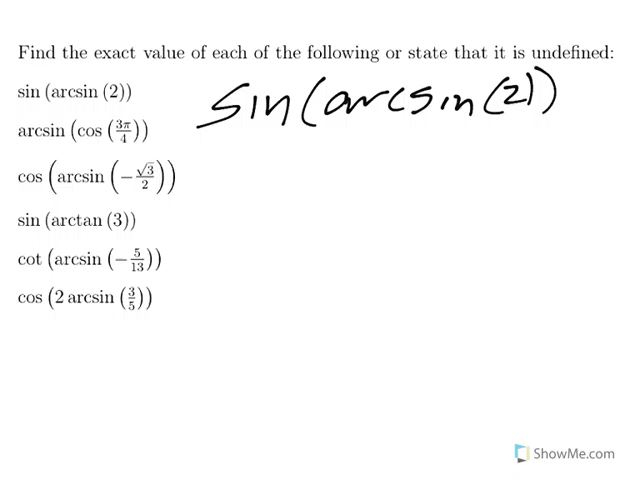 Find the exact value of each of the following or state that it is undefined:
sin (arcsin (2))
sin(arcsin(2))
arcsin (cos (3π/4))
cos (arcsin (−√3/2))
sin (arctan (3))
cot (arcsin (−5/13))
cos (2 arcsin (3/5))
ShowMe.com